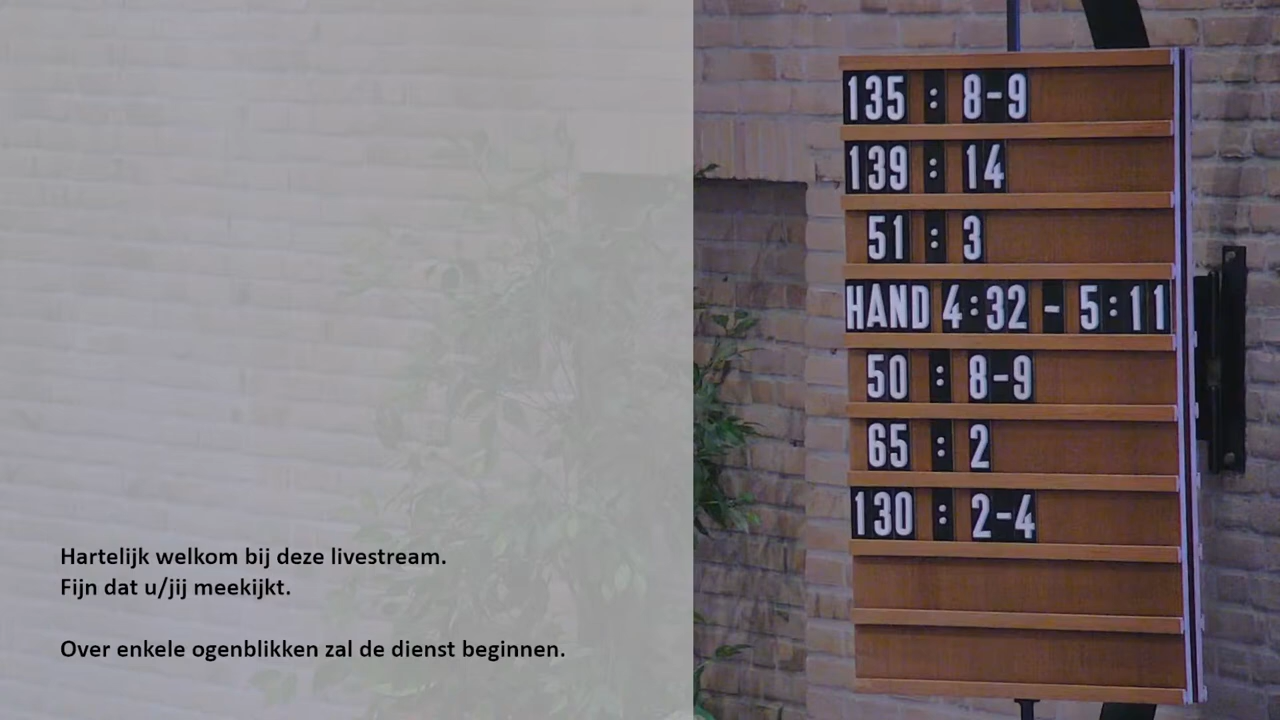 Hartelijk welkom bij deze livestream.
Fijn dat u/jij meekijkt.
Over enkele ogenblikken zal de dienst beginnen.
135 : 8-9
139 : 14
51 : 3
HAND 4:32 - 5:11
50 : 8-9
65 : 2
130 : 2-4